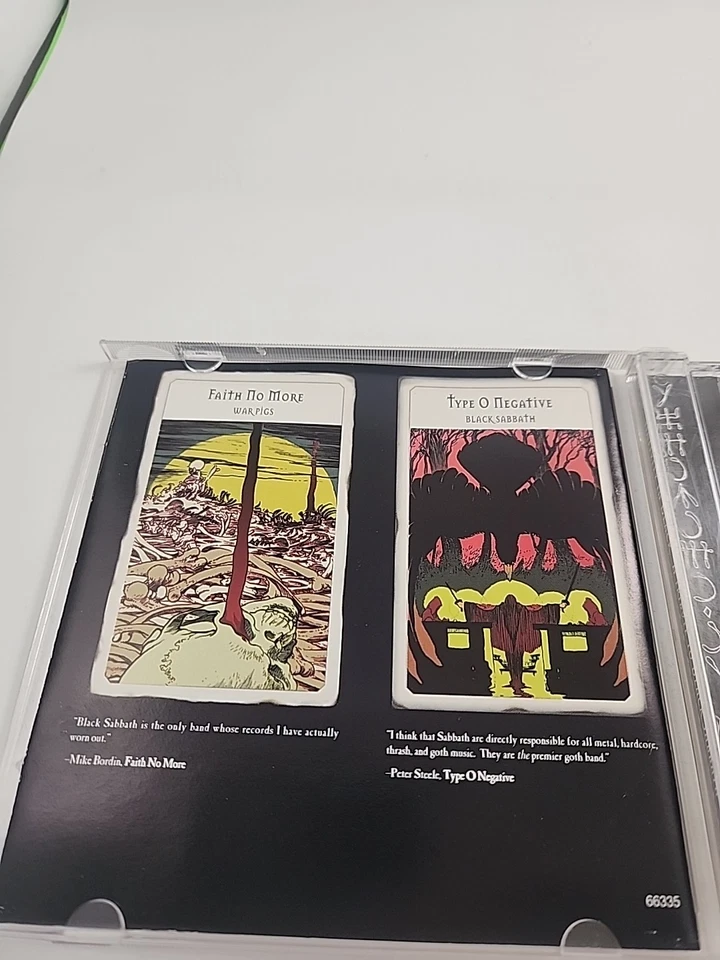 Faith No More
War Pigs
Type O Negative
Black Sabbath
"Black Sabbath is the only band whose records I have actually
worn out."
–Mike Bordin, Faith No More
"I think that Sabbath are directly responsible for all metal, hardcore,
thrash, and goth music. They are the premier goth band."
–Peter Steele, Type O Negative
66335